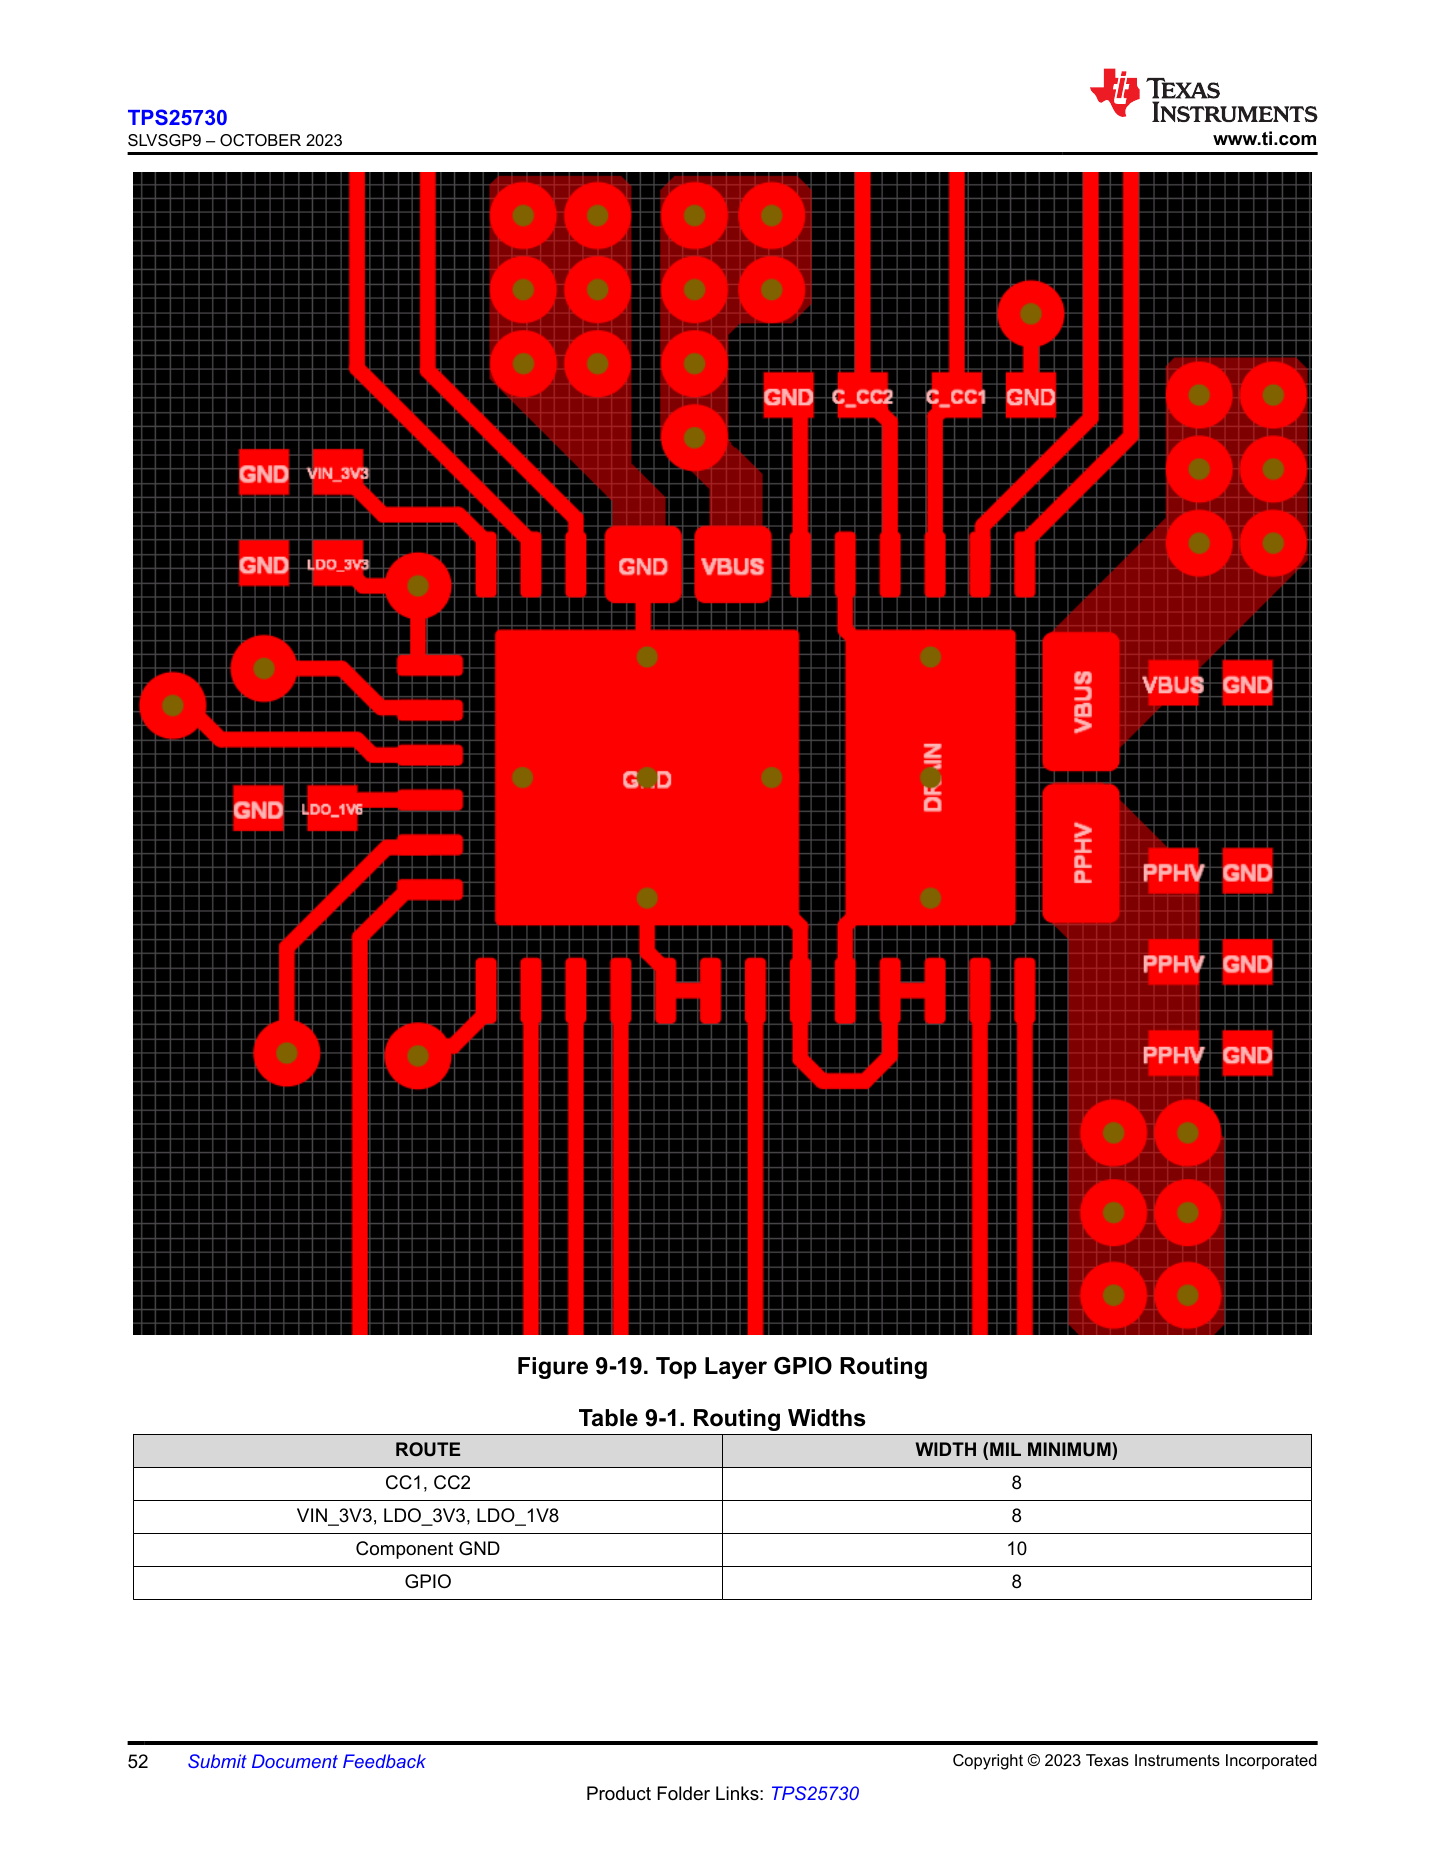 TEXAS
INSTRUMENTS
TPS25730
SLVSGP9 – OCTOBER 2023
www.ti.com
GND C_CC2 C_CC1 GND
GND VIN_3V3
GND LDO_3V3
GND VBUS
VBUS
VBUS GND
GND
DRAIN
GND LDO_1V5
PPHV
PPHV GND
PPHV GND
PPHV GND
Figure 9-19. Top Layer GPIO Routing
Table 9-1. Routing Widths
ROUTE WIDTH (MIL MINIMUM)
CC1, CC2 8
VIN_3V3, LDO_3V3, LDO_1V8 8
Component GND 10
GPIO 8
52 Submit Document Feedback Copyright © 2023 Texas Instruments Incorporated
Product Folder Links: TPS25730